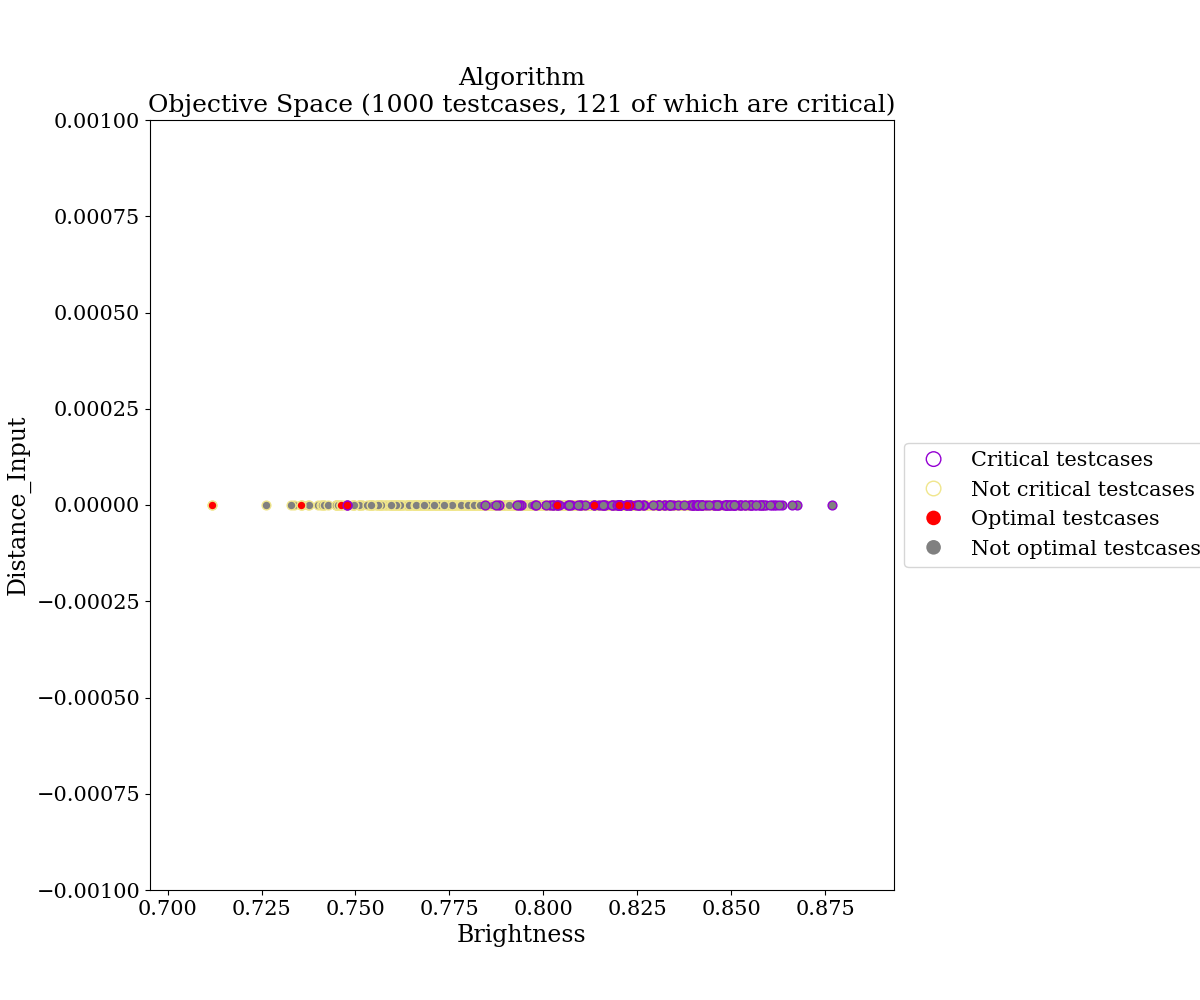 Algorithm
Objective Space (1000 testcases, 121 of which are critical)
0.00100
0.00075
0.00050
0.00025
0.00000
−0.00025
−0.00050
−0.00075
−0.00100
Distance_Input
0.700 0.725 0.750 0.775 0.800 0.825 0.850 0.875
Brightness
Critical testcases
Not critical testcases
Optimal testcases
Not optimal testcases